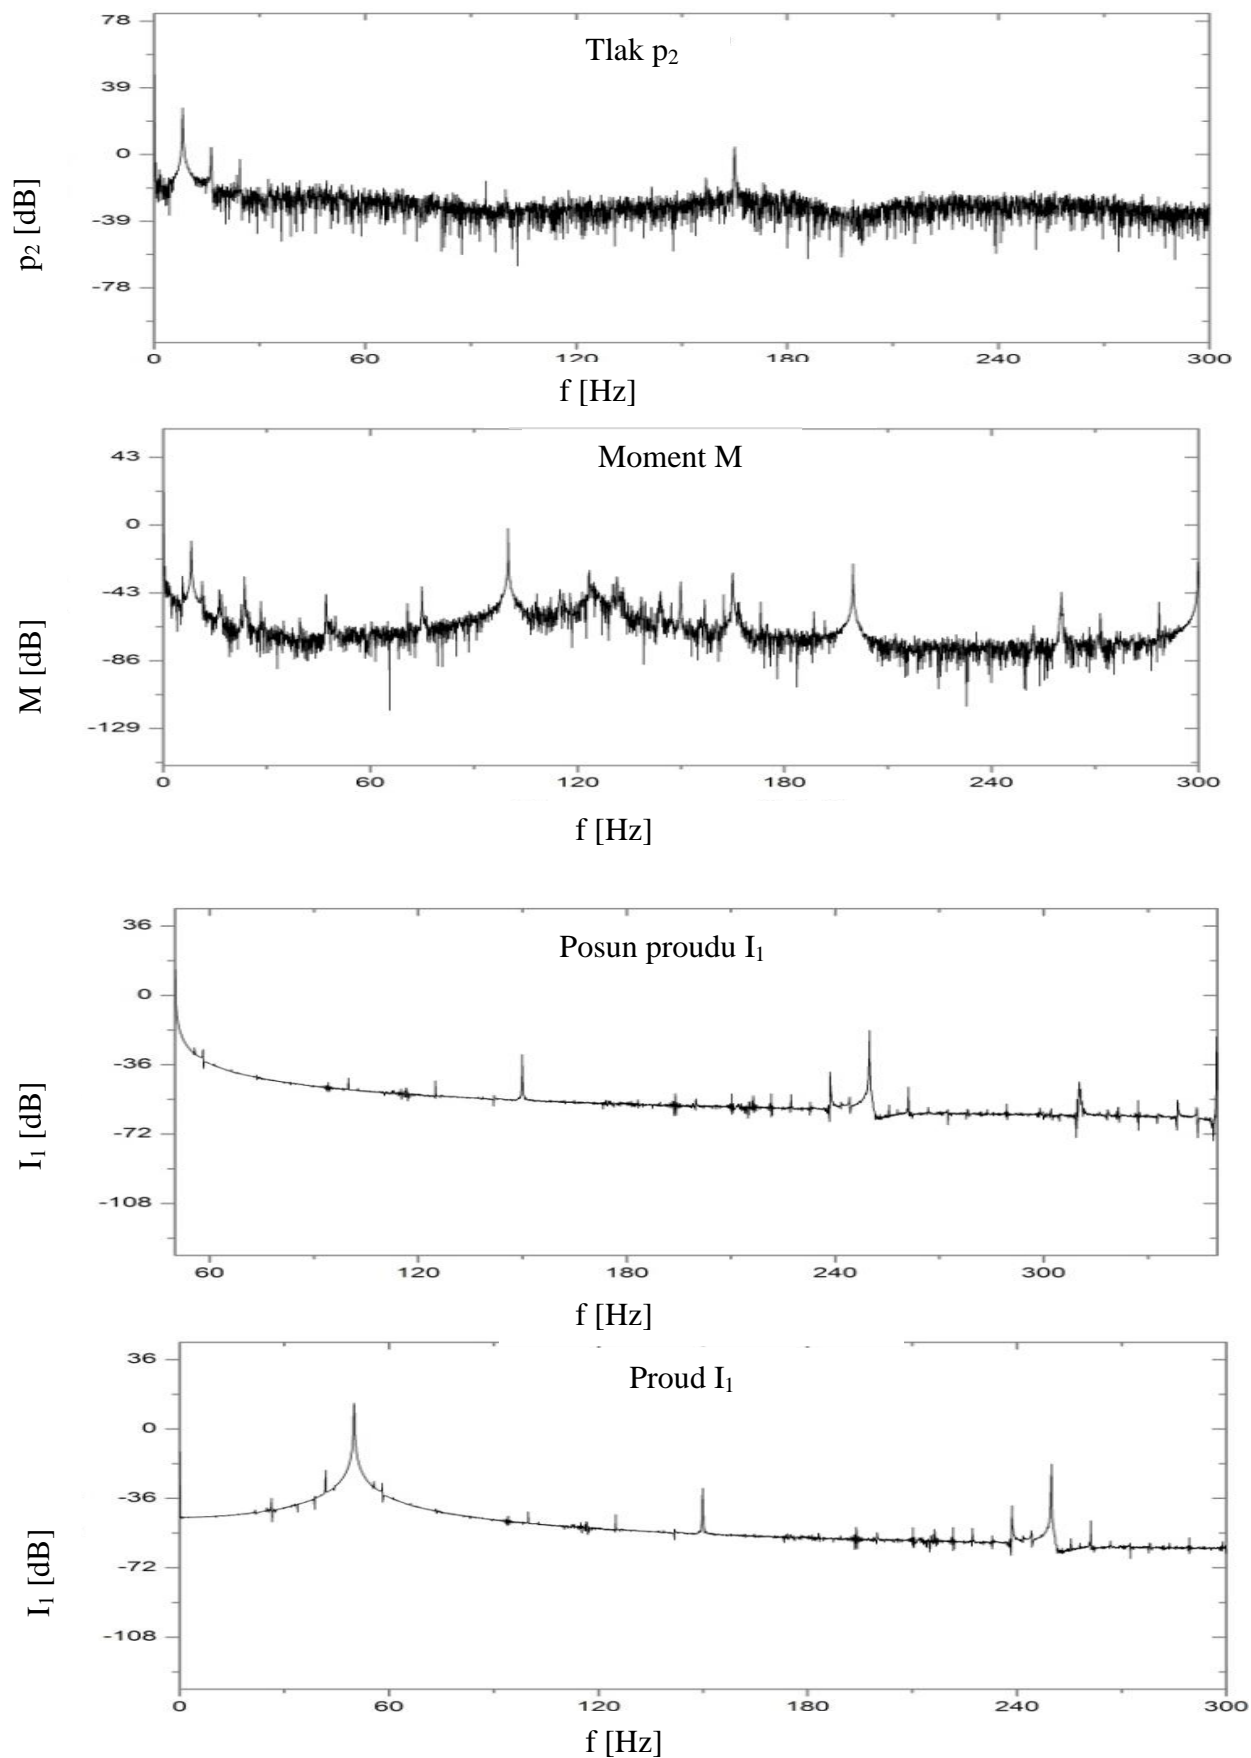 78
Tlak p₂
39
0
-39
-78
p₂ [dB]
0 60 120 180 240 300
f [Hz]
43
Moment M
0
-43
-86
-129
M [dB]
0 60 120 180 240 300
f [Hz]
36
Posun proudu I₁
0
-36
-72
-108
I₁ [dB]
60 120 180 240 300
f [Hz]
36
Proud I₁
0
-36
-72
-108
I₁ [dB]
0 60 120 180 240 300
f [Hz]